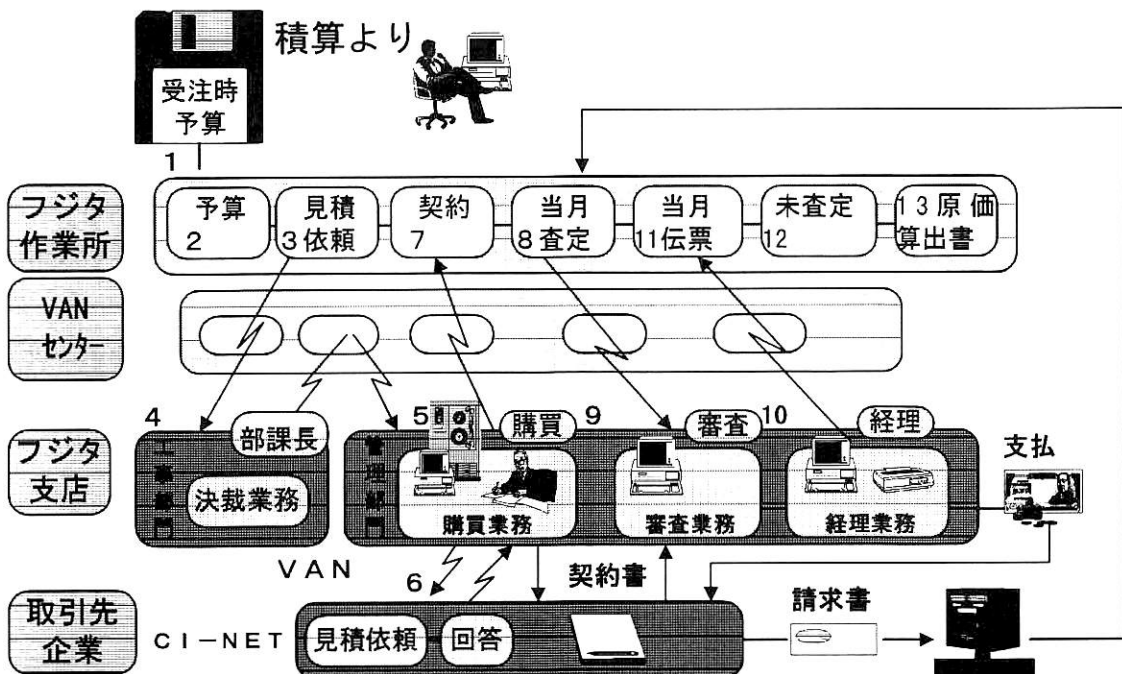 積算より
受注時
予算
1
フジタ
作業所
予算
2
見積
3依頼
契約
7
当月
8査定
当月
11伝票
未査定
12
13原価
算出書
VAN
センター
フジタ
支店
4
部課長
工事部門
決裁業務
5
管理部門
購買
購買業務
9
審査
審査業務
10
経理
経理業務
支払
VAN
6
契約書
請求書
取引先
企業
CI-NET
見積依頼
回答